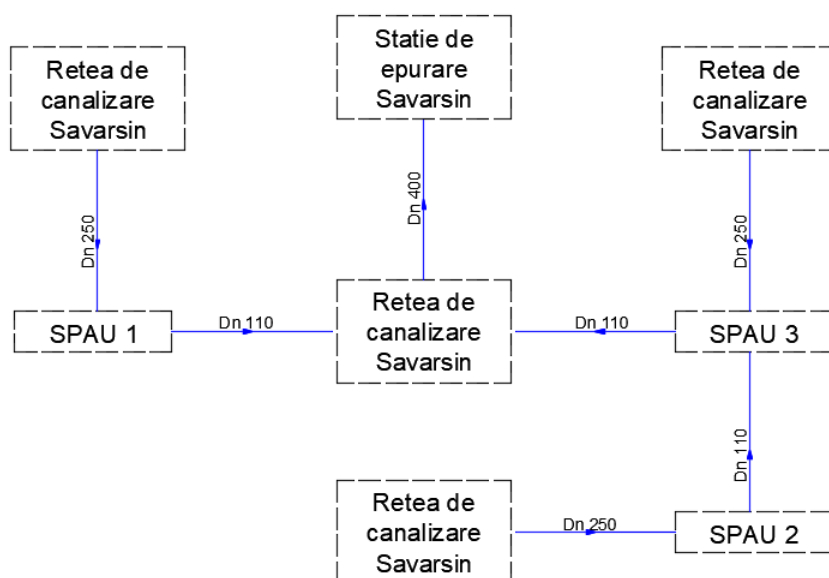 Retea de
canalizare
Savarsin
Statie de
epurare
Savarsin
Retea de
canalizare
Savarsin
Dn 250
Dn 400
Dn 250
SPAU 1
Dn 110
Retea de
canalizare
Savarsin
Dn 110
SPAU 3
Dn 110
Retea de
canalizare
Savarsin
Dn 250
SPAU 2